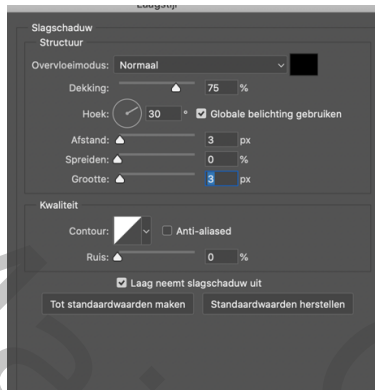 Laagstijl
Slagschaduw
Structuur
Overvloeimodus: Normaal
Dekking: 75 %
Hoek: 30 ° Globale belichting gebruiken
Afstand: 3 px
Spreiden: 0 %
Grootte: 3 px
Kwaliteit
Contour: Anti-aliased
Ruis: 0 %
Laag neemt slagschaduw uit
Tot standaardwaarden maken Standaardwaarden herstellen